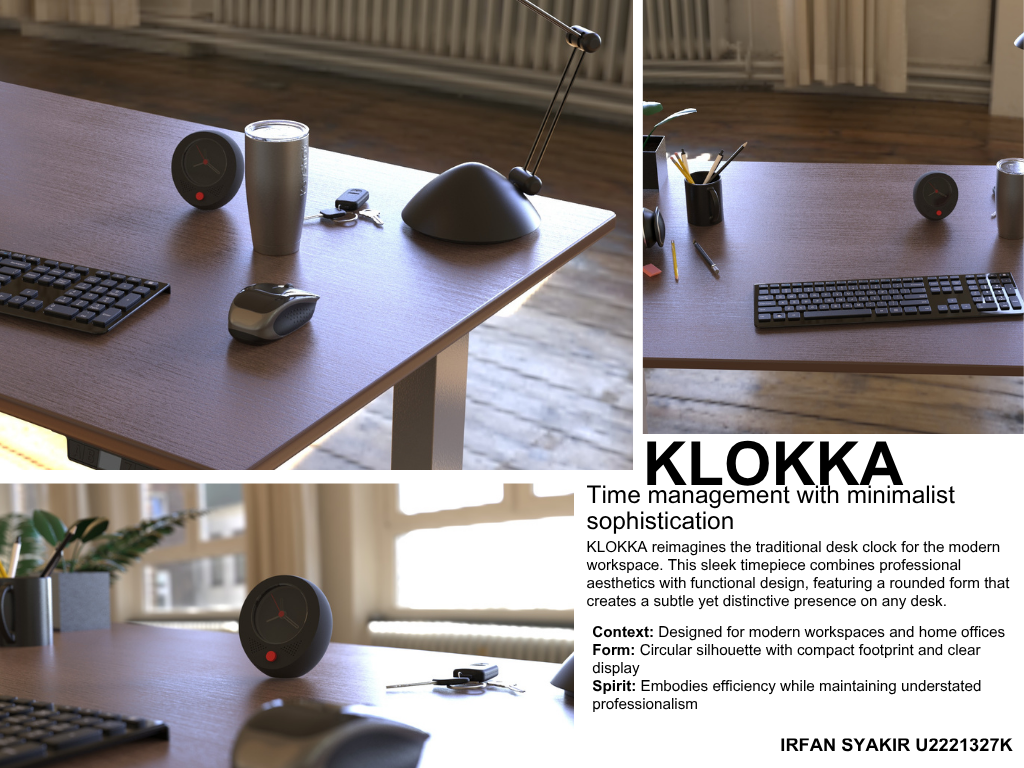 KLOKKA
Time management with minimalist
sophistication
KLOKKA reimagines the traditional desk clock for the modern
workspace. This sleek timepiece combines professional
aesthetics with functional design, featuring a rounded form that
creates a subtle yet distinctive presence on any desk.
Context: Designed for modern workspaces and home offices
Form: Circular silhouette with compact footprint and clear
display
Spirit: Embodies efficiency while maintaining understated
professionalism
IRFAN SYAKIR U2221327K